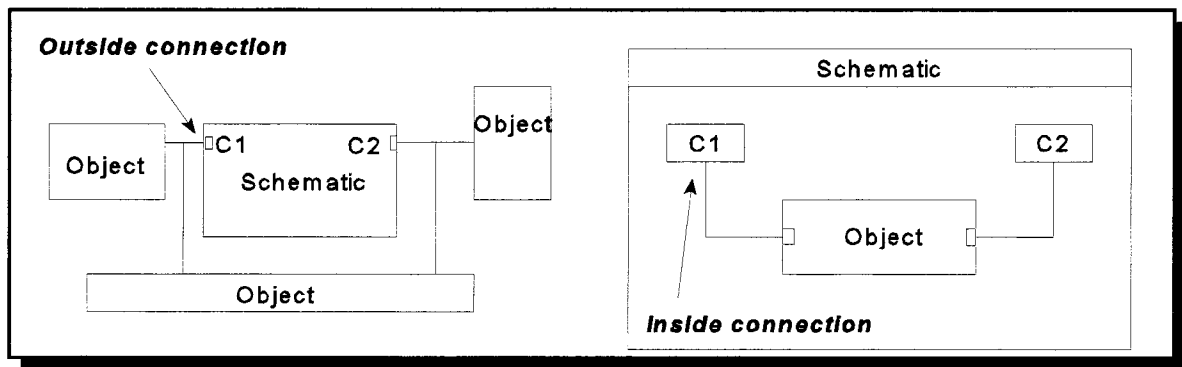 Outside connection
Object
C1
C2
Schematic
Object
Object
Schematic
C1
C2
Object
Inside connection